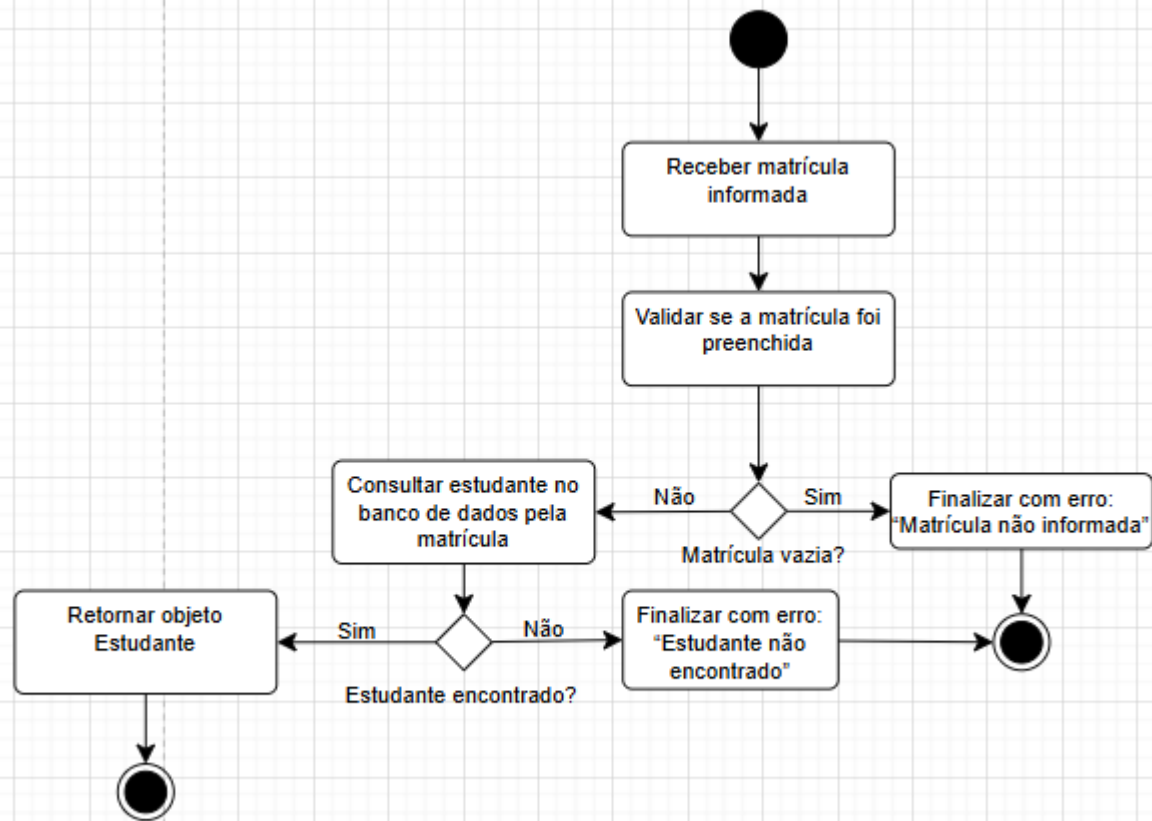 Receber matrícula
informada
Validar se a matrícula foi
preenchida
Consultar estudante no
banco de dados pela
matrícula
Não
Sim
Finalizar com erro:
“Matrícula não informada”
Matrícula vazia?
Retornar objeto
Estudante
Sim
Não
Finalizar com erro:
“Estudante não
encontrado”
Estudante encontrado?